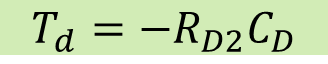 T_d = −R_{D2}C_D